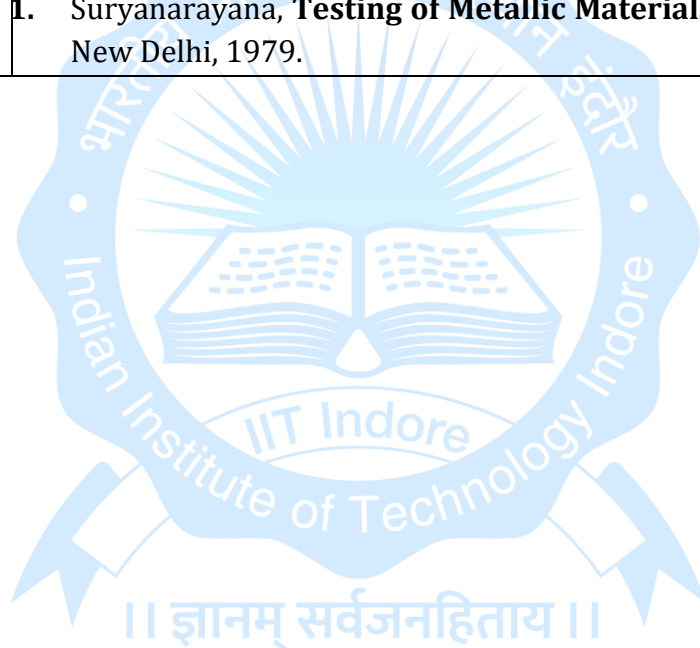 1. Suryanarayana, Testing of Metallic Material
New Delhi, 1979.
भारतीय
इंदौर
Indian Institute of Technology Indore
IIT Indore
।। ज्ञानम् सर्वजनहिताय ।।